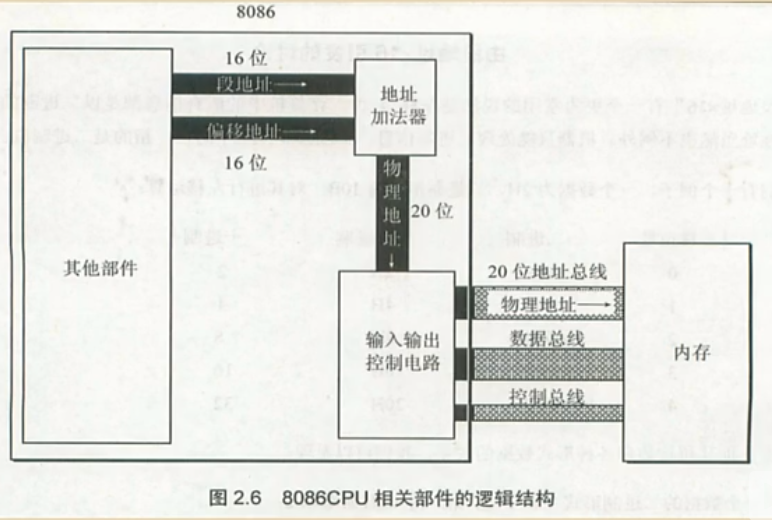 8086
16 位
段地址
偏移地址
16 位
地址
加法器
物理地址
20 位
其他部件
输入输出
控制电路
20 位地址总线
物理地址
数据总线
控制总线
内存
图 2.6 8086CPU 相关部件的逻辑结构